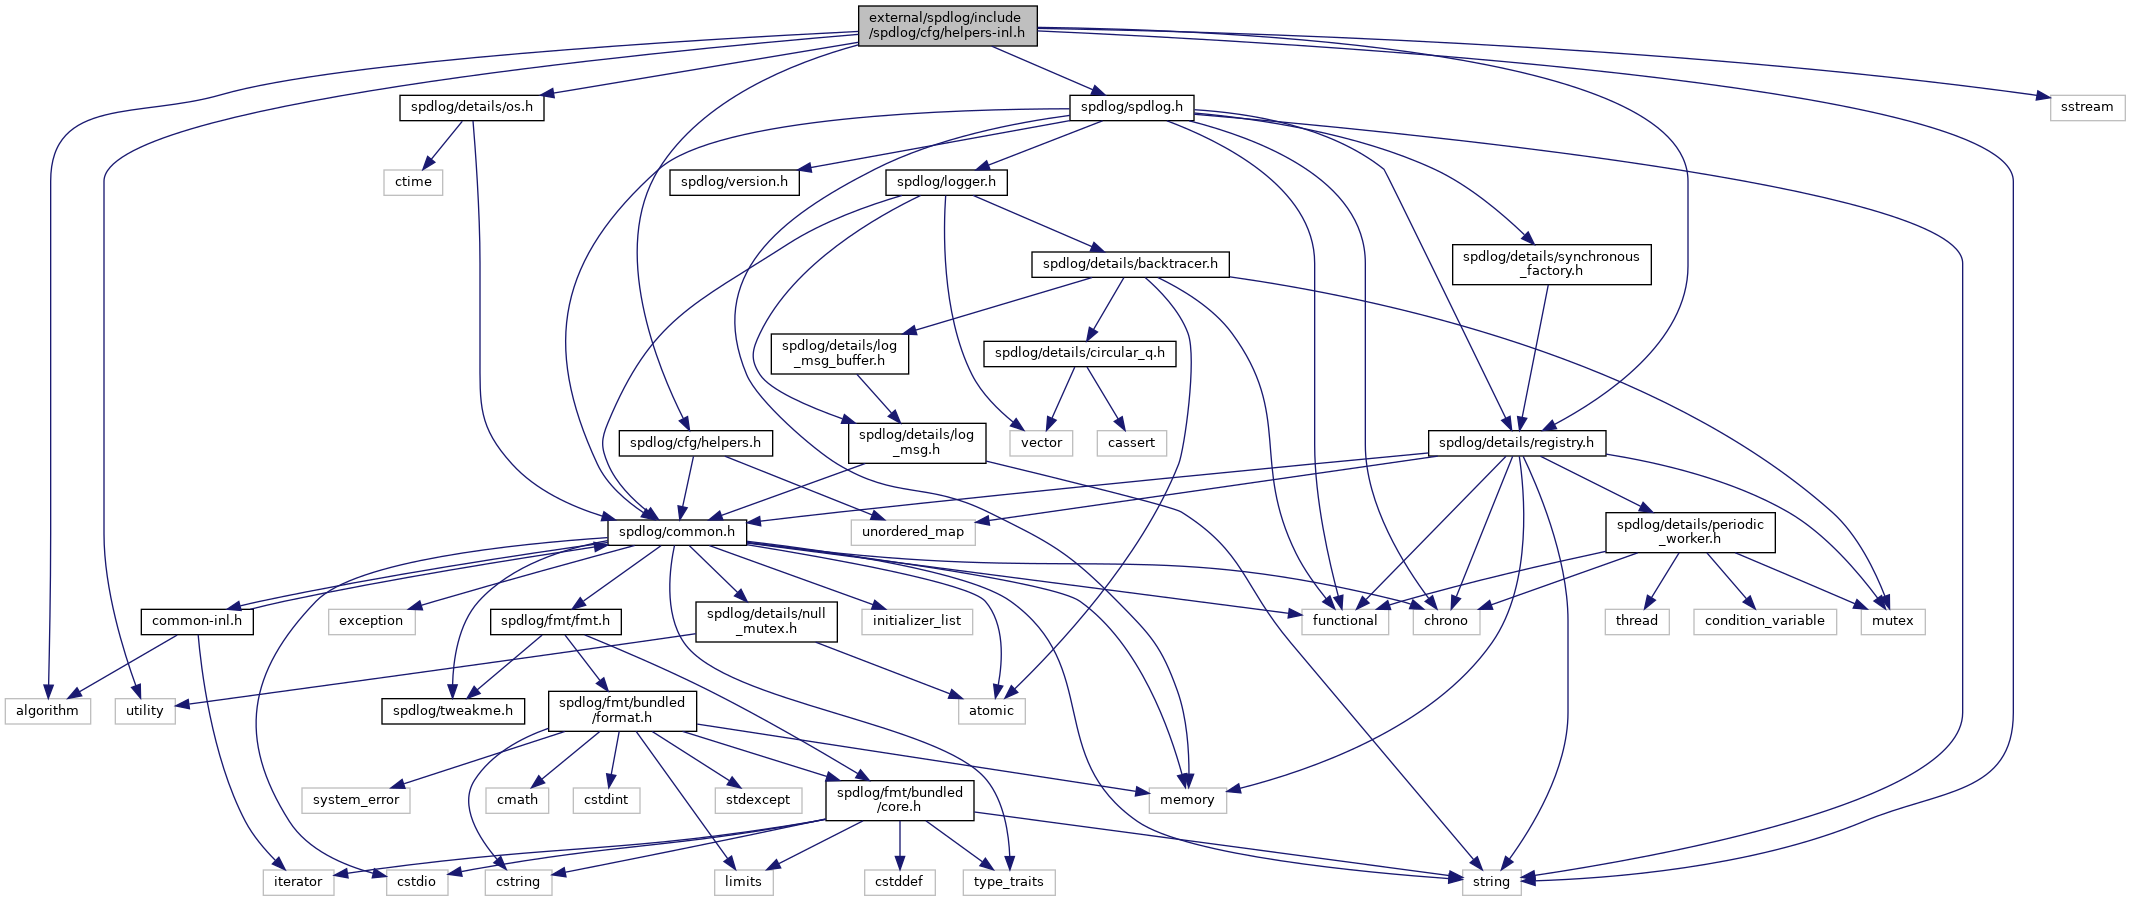 external/spdlog/include
/spdlog/cfg/helpers-inl.h
spdlog/details/os.h
spdlog/spdlog.h
sstream
ctime
spdlog/version.h
spdlog/logger.h
spdlog/details/backtracer.h
spdlog/details/synchronous
_factory.h
spdlog/details/log
_msg_buffer.h
spdlog/details/circular_q.h
spdlog/cfg/helpers.h
spdlog/details/log
_msg.h
vector
cassert
spdlog/details/registry.h
spdlog/common.h
unordered_map
spdlog/details/periodic
_worker.h
common-inl.h
exception
spdlog/fmt/fmt.h
spdlog/details/null
_mutex.h
initializer_list
functional
chrono
thread
condition_variable
mutex
algorithm
utility
spdlog/tweakme.h
spdlog/fmt/bundled
/format.h
atomic
system_error
cmath
cstdint
stdexcept
spdlog/fmt/bundled
/core.h
memory
iterator
cstdio
cstring
limits
cstddef
type_traits
string